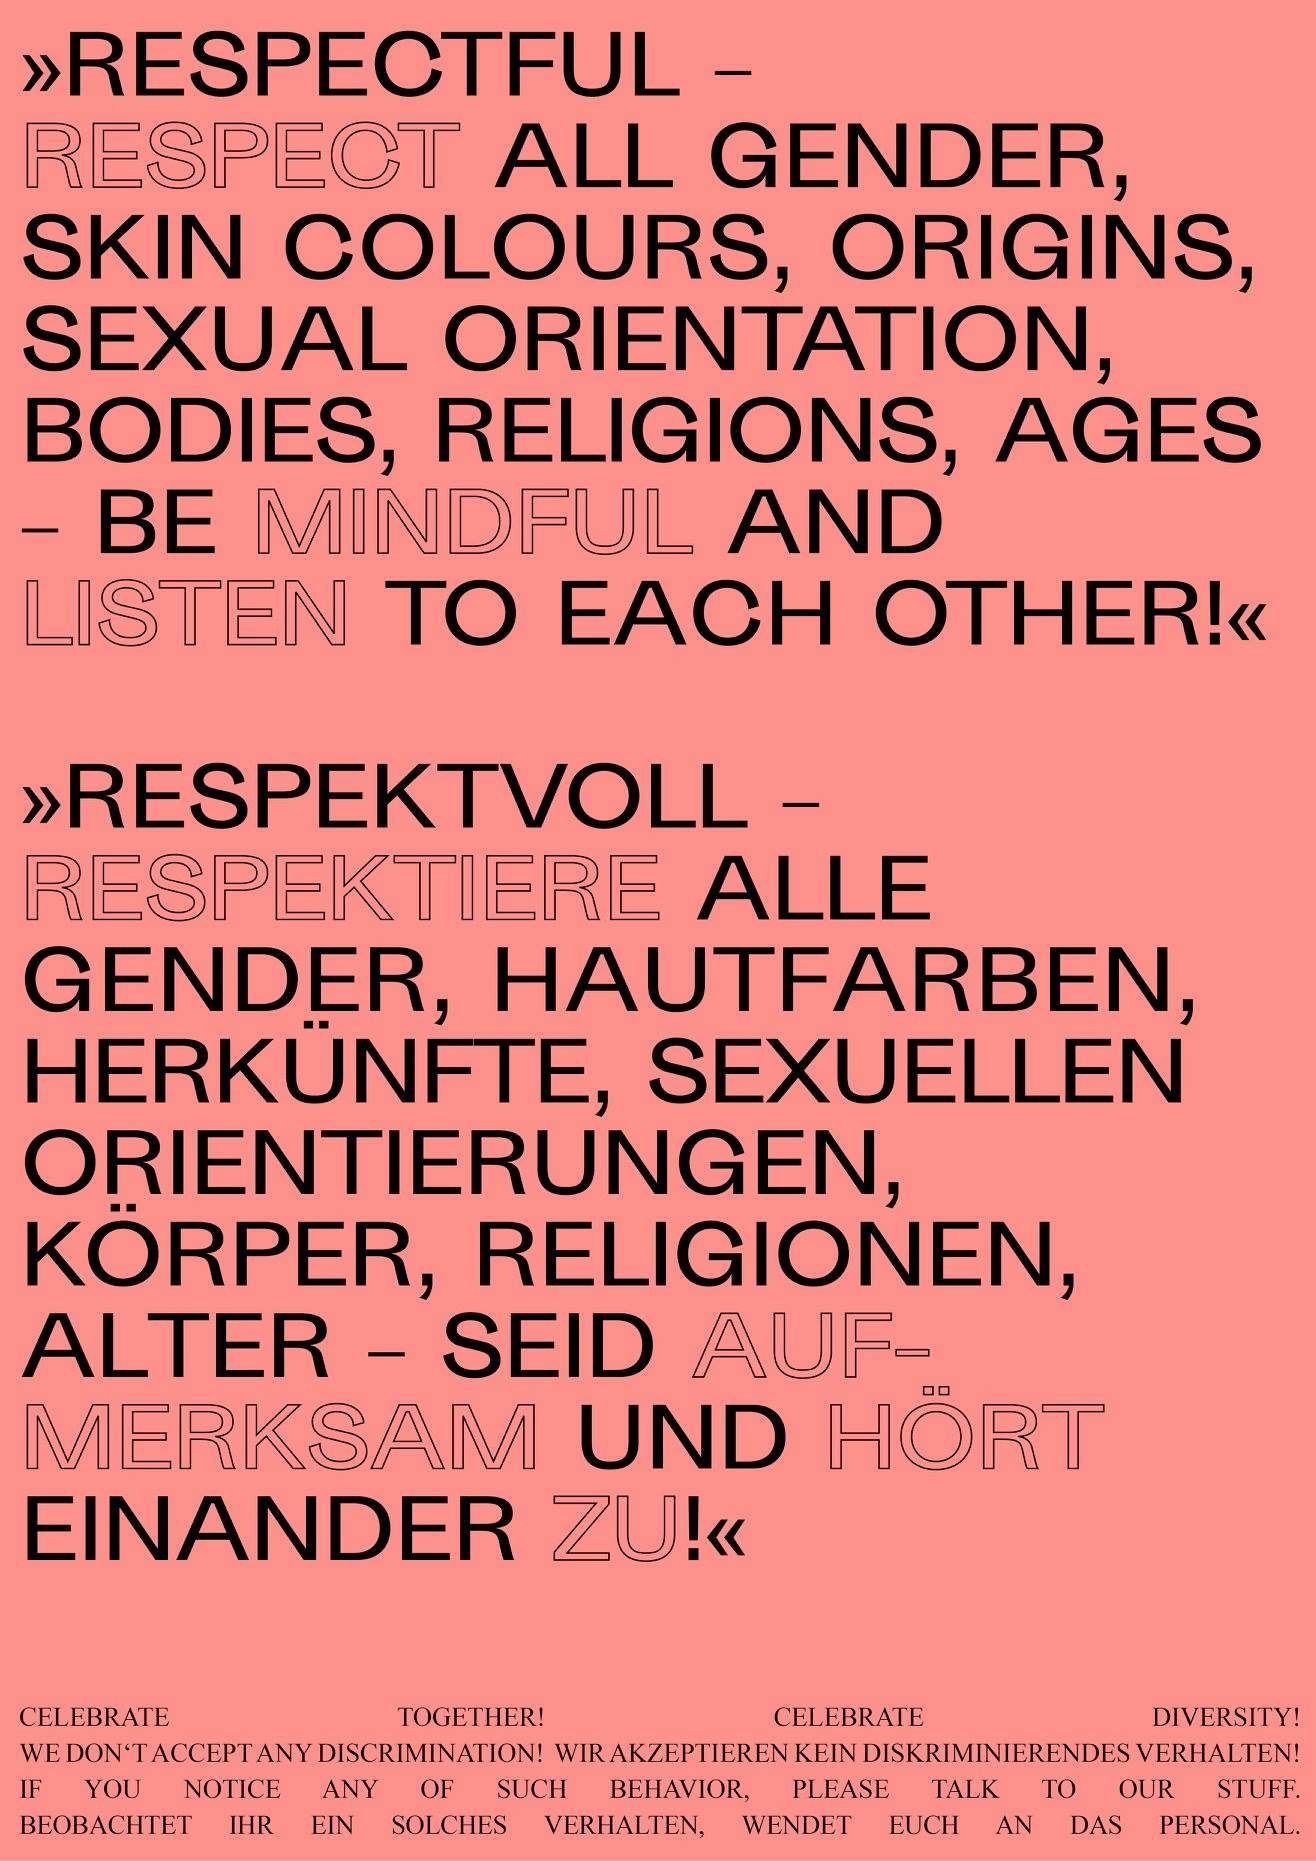 »RESPECTFUL –
RESPECT ALL GENDER,
SKIN COLOURS, ORIGINS,
SEXUAL ORIENTATION,
BODIES, RELIGIONS, AGES
– BE MINDFUL AND
LISTEN TO EACH OTHER!«
»RESPEKTVOLL –
RESPEKTIERE ALLE
GENDER, HAUTFARBEN,
HERKÜNFTE, SEXUELLEN
ORIENTIERUNGEN,
KÖRPER, RELIGIONEN,
ALTER – SEID AUF-
MERKSAM UND HÖRT
EINANDER ZU!«
CELEBRATE TOGETHER! CELEBRATE DIVERSITY!
WE DON‘T ACCEPT ANY DISCRIMINATION! WIR AKZEPTIEREN KEIN DISKRIMINIERENDES VERHALTEN!
IF YOU NOTICE ANY OF SUCH BEHAVIOR, PLEASE TALK TO OUR STUFF.
BEOBACHTET IHR EIN SOLCHES VERHALTEN, WENDET EUCH AN DAS PERSONAL.